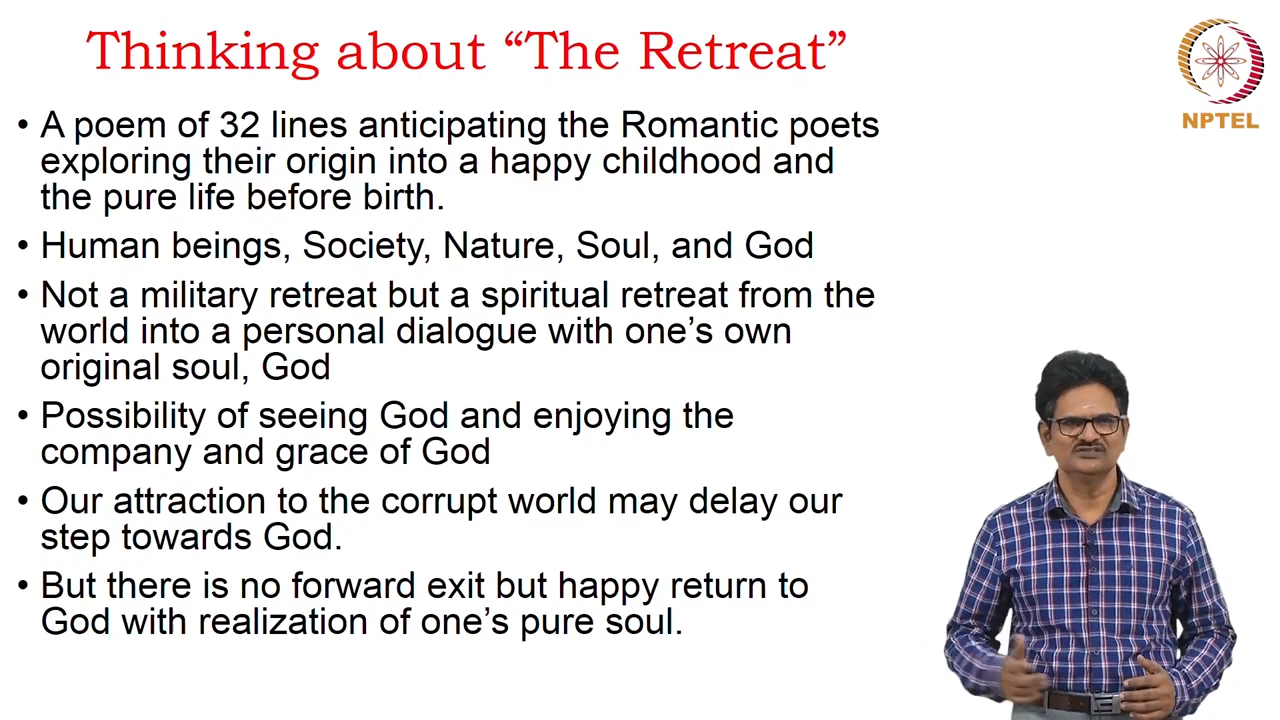 Thinking about “The Retreat”
NPTEL
• A poem of 32 lines anticipating the Romantic poets
exploring their origin into a happy childhood and
the pure life before birth.
• Human beings, Society, Nature, Soul, and God
• Not a military retreat but a spiritual retreat from the
world into a personal dialogue with one’s own
original soul, God
• Possibility of seeing God and enjoying the
company and grace of God
• Our attraction to the corrupt world may delay our
step towards God.
• But there is no forward exit but happy return to
God with realization of one’s pure soul.